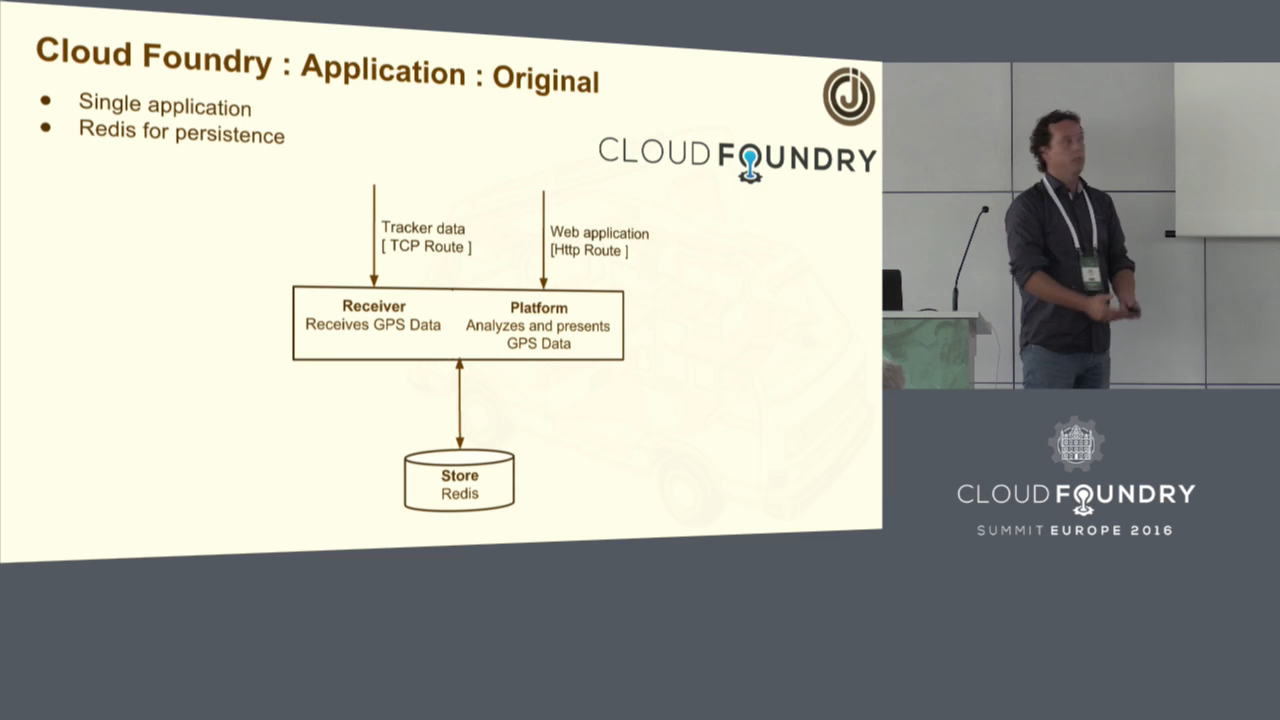 Cloud Foundry : Application : Original
● Single application
● Redis for persistence
CLOUD FOUNDRY
Tracker data
[ TCP Route ]
Web application
[Http Route ]
Receiver
Receives GPS Data
Platform
Analyzes and presents
GPS Data
Store
Redis
CLOUD FOUNDRY
SUMMIT EUROPE 2016